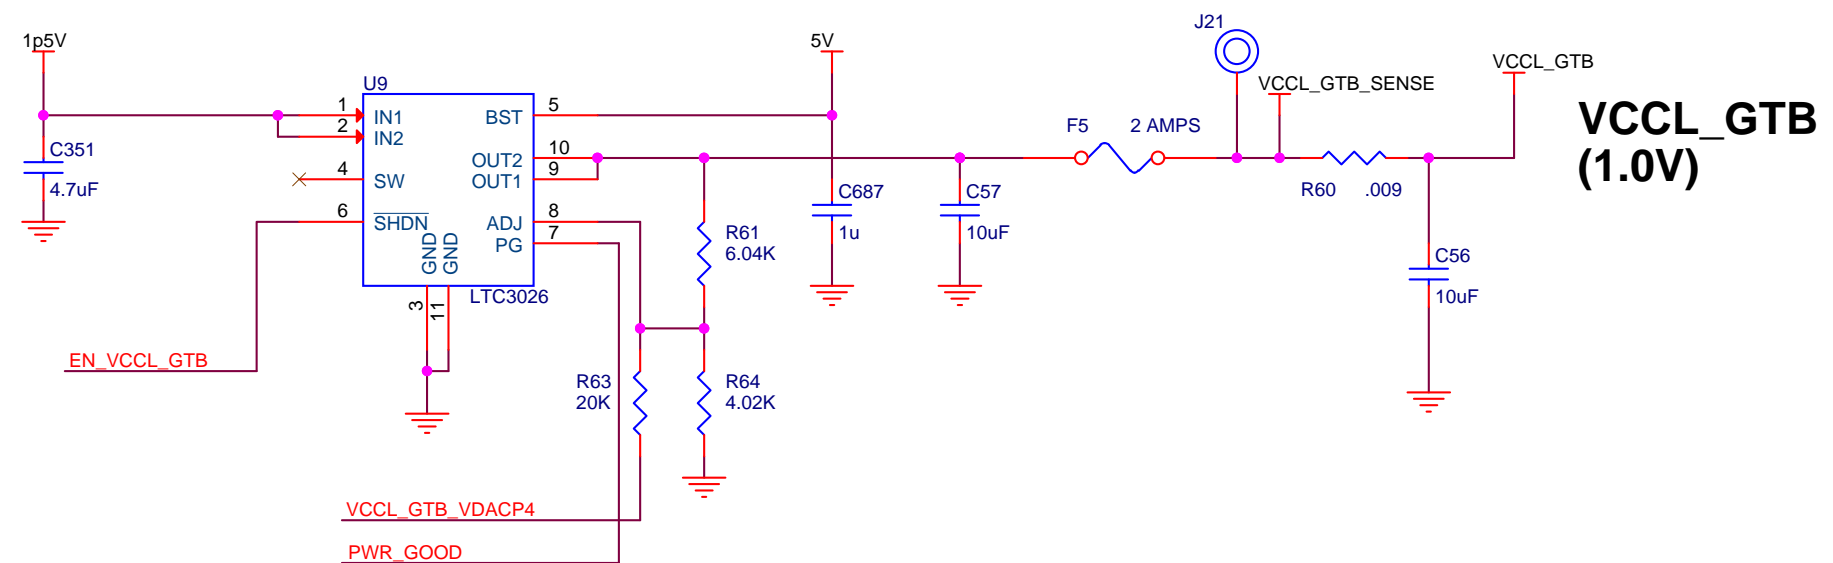 J21
1p5V
5V
VCCL_GTB
VCCL_GTB_SENSE
U9
VCCL_GTB
(1.0V)
1
IN1
BST
5
2
IN2
F5
2 AMPS
C351
4.7uF
OUT2
10
OUT1
9
4
SW
R60
.009
C687
1u
C57
10uF
6
SHDN
ADJ
8
PG
7
R61
6.04K
GND
GND
C56
10uF
3
11
LTC3026
EN_VCCL_GTB
R63
20K
R64
4.02K
VCCL_GTB_VDACP4
PWR_GOOD